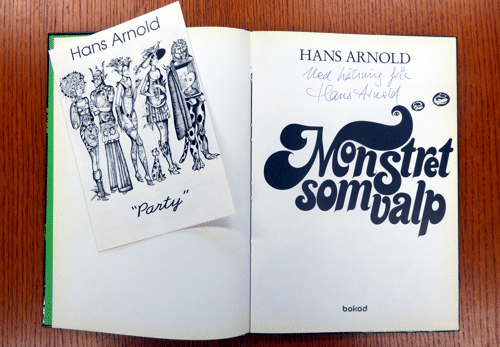 Hans Arnold
"Party"
HANS ARNOLD
Med hälsning från
Hans Arnold
Monstret
som valp
bokad